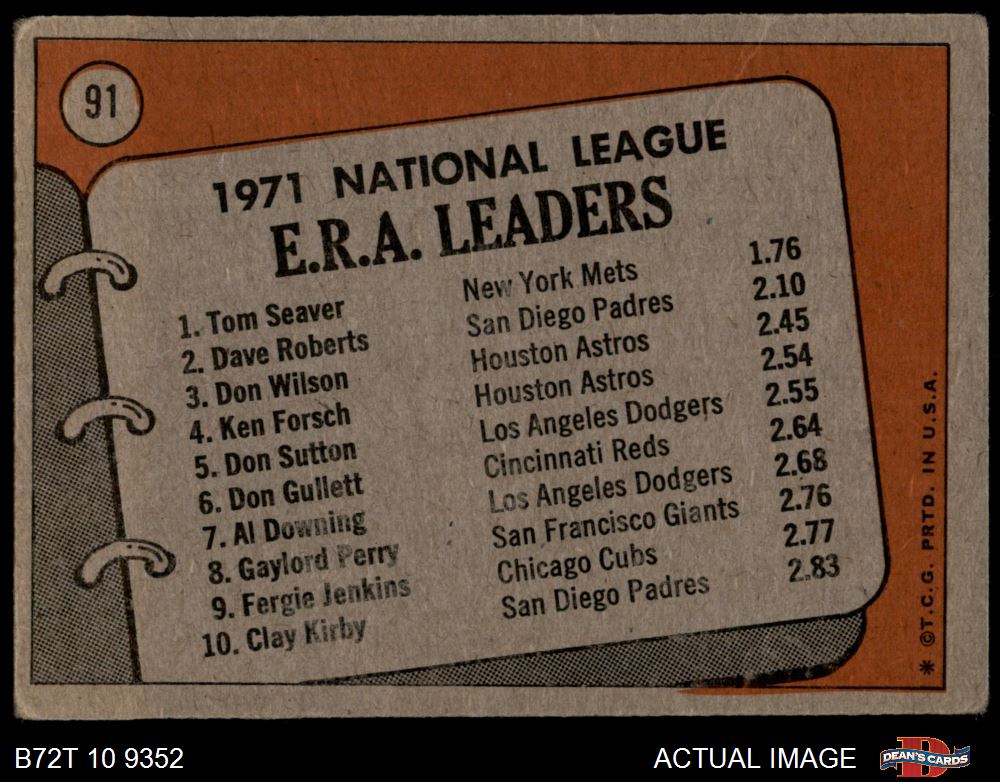 91
1971 NATIONAL LEAGUE
E.R.A. LEADERS
1. Tom Seaver New York Mets 1.76
2. Dave Roberts San Diego Padres 2.10
3. Don Wilson Houston Astros 2.45
4. Ken Forsch Houston Astros 2.54
5. Don Sutton Los Angeles Dodgers 2.55
6. Don Gullett Cincinnati Reds 2.64
7. Al Downing Los Angeles Dodgers 2.68
8. Gaylord Perry San Francisco Giants 2.76
9. Fergie Jenkins Chicago Cubs 2.77
10. Clay Kirby San Diego Padres 2.83
* ©T.C.G. PRTD. IN U.S.A.
B72T 10 9352
ACTUAL IMAGE
D
DEAN'S CARDS